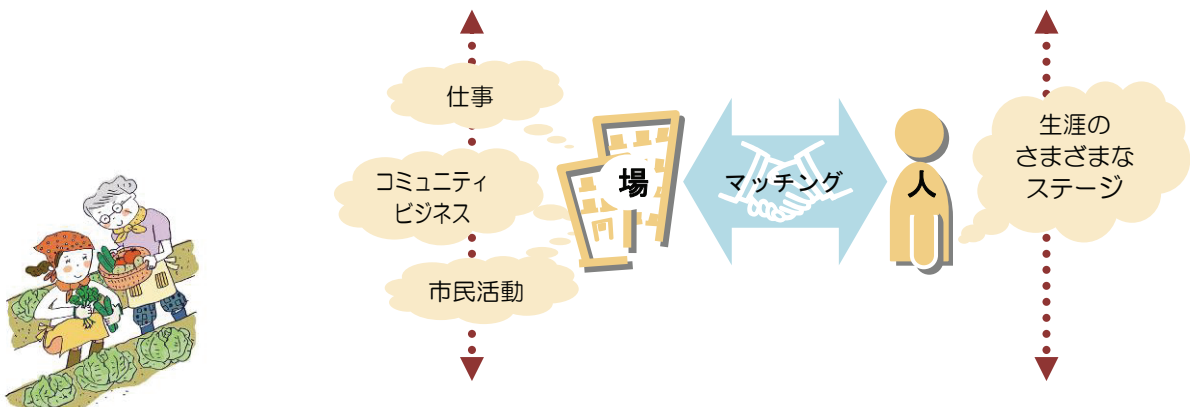 仕事
コミュニティ
ビジネス
市民活動
場
マッチング
人
生涯の
さまざまな
ステージ